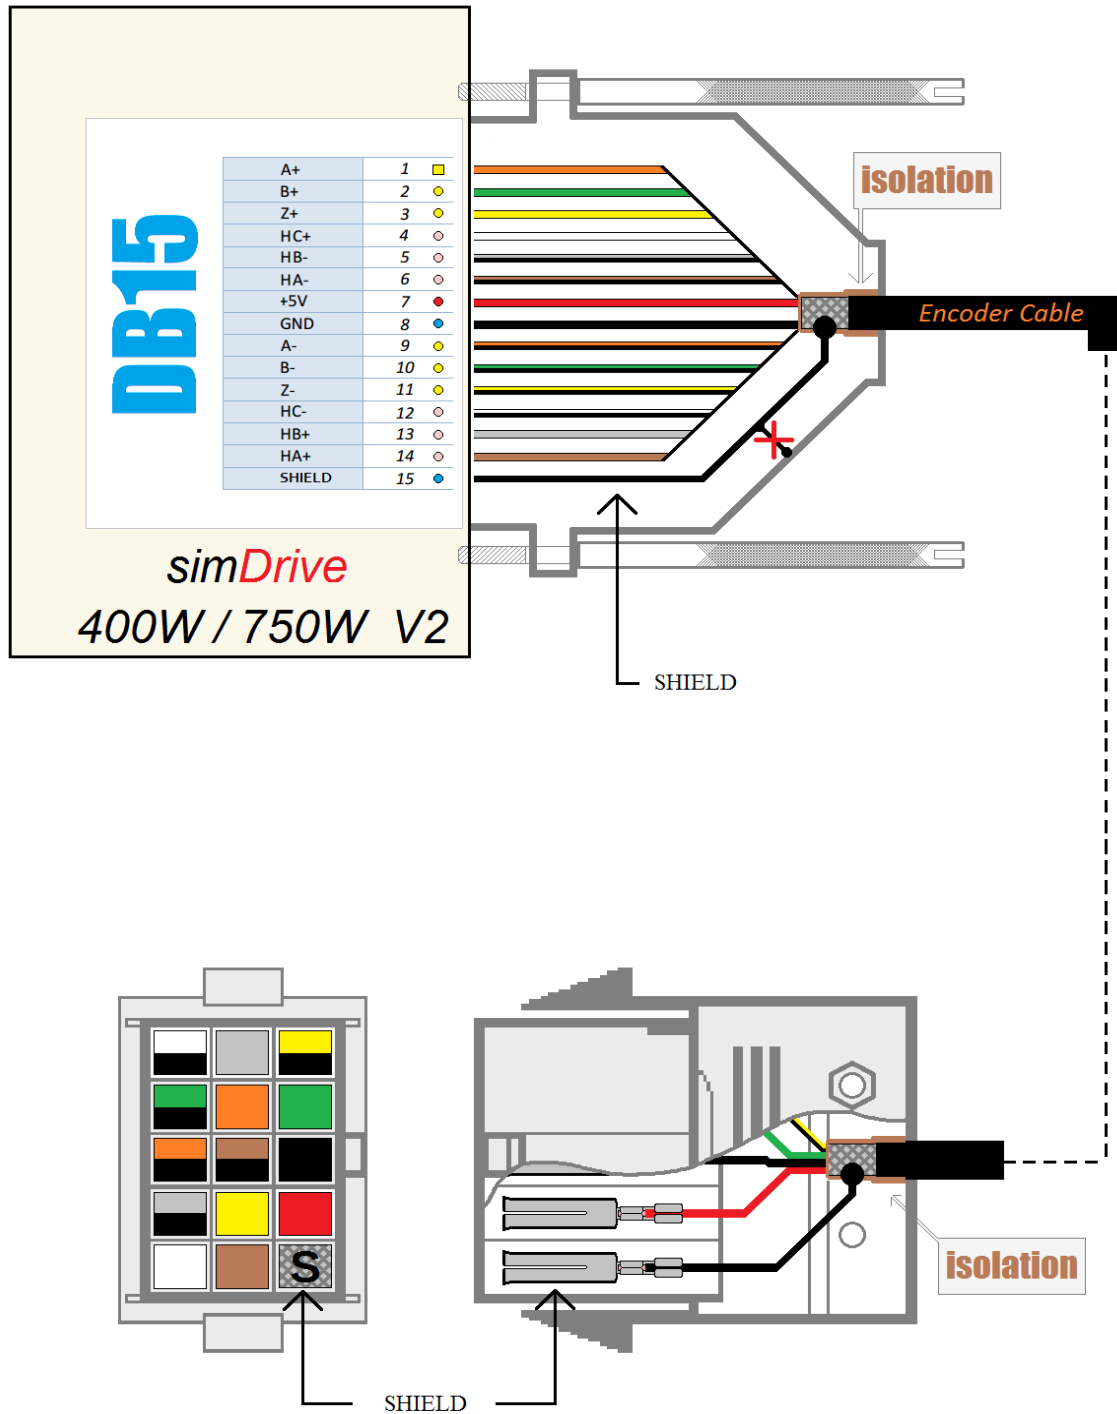 DB15
A+ 1
B+ 2
Z+ 3
HC+ 4
HB- 5
HA- 6
+5V 7
GND 8
A- 9
B- 10
Z- 11
HC- 12
HB+ 13
HA+ 14
SHIELD 15
simDrive
400W / 750W V2
isolation
Encoder Cable
SHIELD
S
isolation
SHIELD